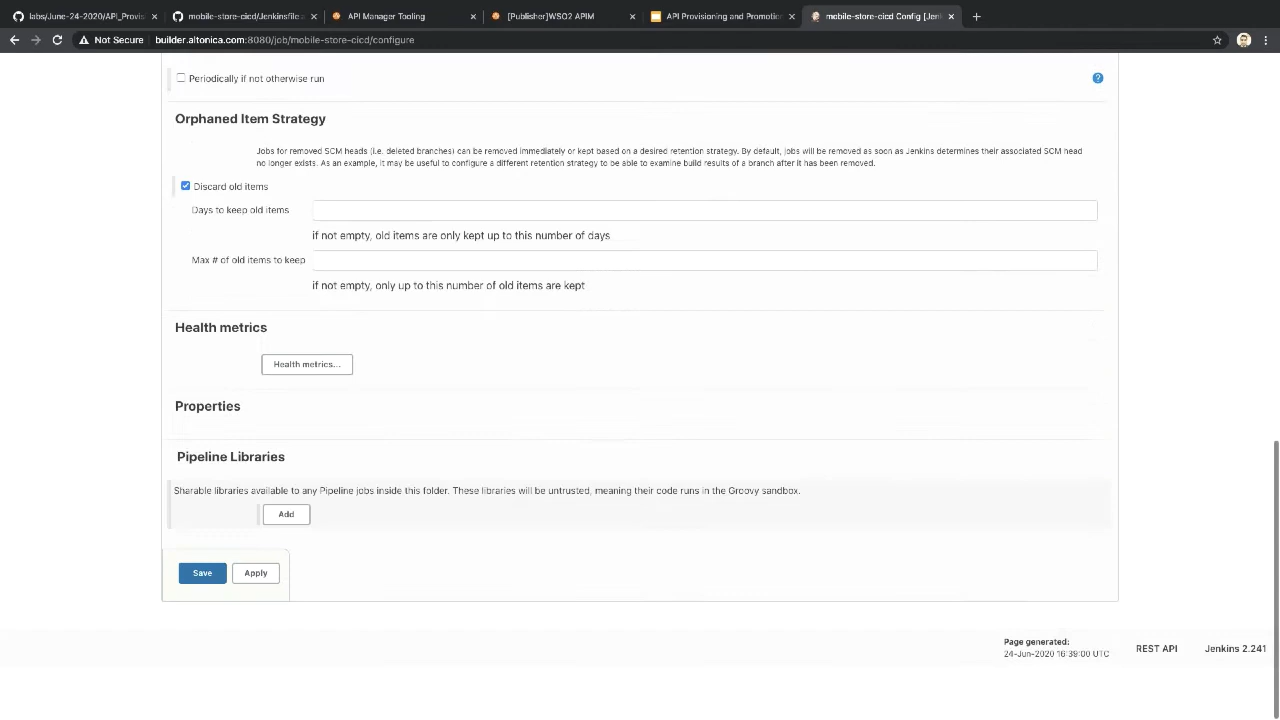 labs/June-24-2020/API_Provis
mobile-store-cicd/Jenkinsfile.
API Manager Tooling
[Publisher]WSO2 APIM
API Provisioning and Promotion
mobile-store-cicd Config [Jenk
Not Secure
builder.altonica.com:8080/job/mobile-store-cicd/configure
Periodically if not otherwise run
Orphaned Item Strategy
Jobs for removed SCM heads (i.e. deleted branches) can be removed immediately or kept based on a desired retention strategy. By default, jobs will be removed as soon as Jenkins determines their associated SCM head
no longer exists. As an example, it may be useful to configure a different retention strategy to be able to examine build results of a branch after it has been removed.
Discard old items
Days to keep old items
if not empty, old items are only kept up to this number of days
Max # of old items to keep
if not empty, only up to this number of old items are kept
Health metrics
Health metrics...
Properties
Pipeline Libraries
Sharable libraries available to any Pipeline jobs inside this folder. These libraries will be untrusted, meaning their code runs in the Groovy sandbox.
Add
Save
Apply
Page generated:
24-Jun-2020 16:39:00 UTC
REST API
Jenkins 2.241